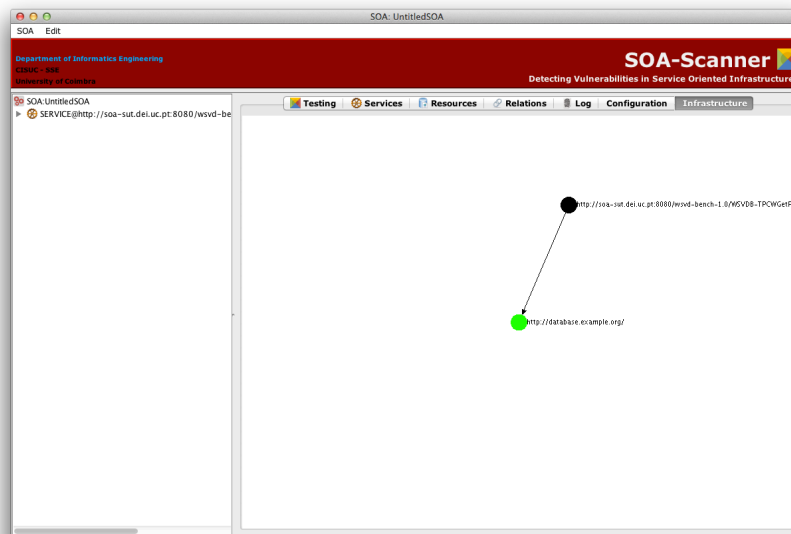 SOA: UntitledSOA
SOA Edit
Department of Informatics Engineering
CISUC - SSE
University of Coimbra
SOA-Scanner
Detecting Vulnerabilities in Service Oriented Infrastructure
SOA:UntitledSOA
SERVICE@http://soa-sut.dei.uc.pt:8080/wsvd-be
Testing Services Resources Relations Log Configuration Infrastructure
http://soa-sut.dei.uc.pt:8080/wsvd-bench-1.0/WSVDB-TPCWGetF
http://database.example.org/